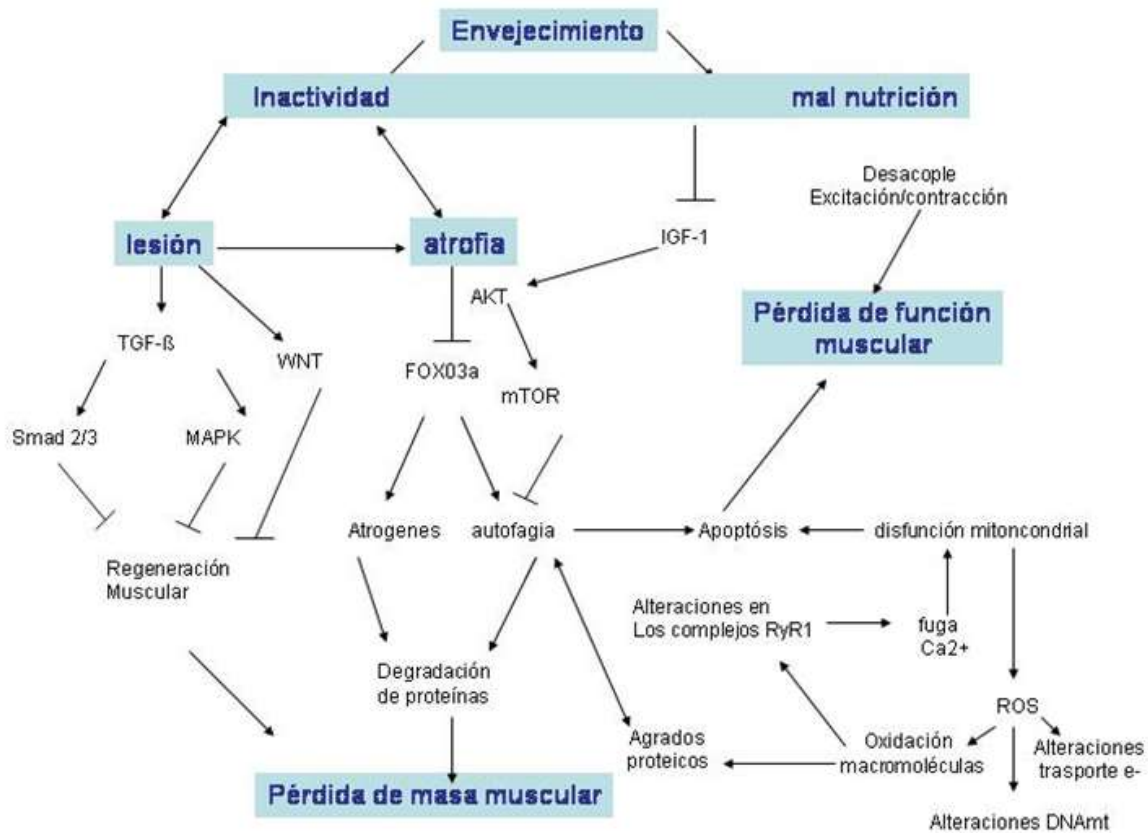 Envejecimiento
Inactividad
mal nutrición
Desacople
Excitación/contracción
lesión
atrofia
IGF-1
AKT
Pérdida de función
muscular
TGF-ß
WNT
FOX03a
mTOR
Smad 2/3
MAPK
Atrogenes
autofagia
Apoptósis
disfunción mitoncondrial
Regeneración
Muscular
Alteraciones en
Los complejos RyR1
fuga
Ca2+
Degradación
de proteínas
ROS
Agrados
proteicos
Oxidación
macromoléculas
Alteraciones
trasporte e-
Pérdida de masa muscular
Alteraciones DNAmt